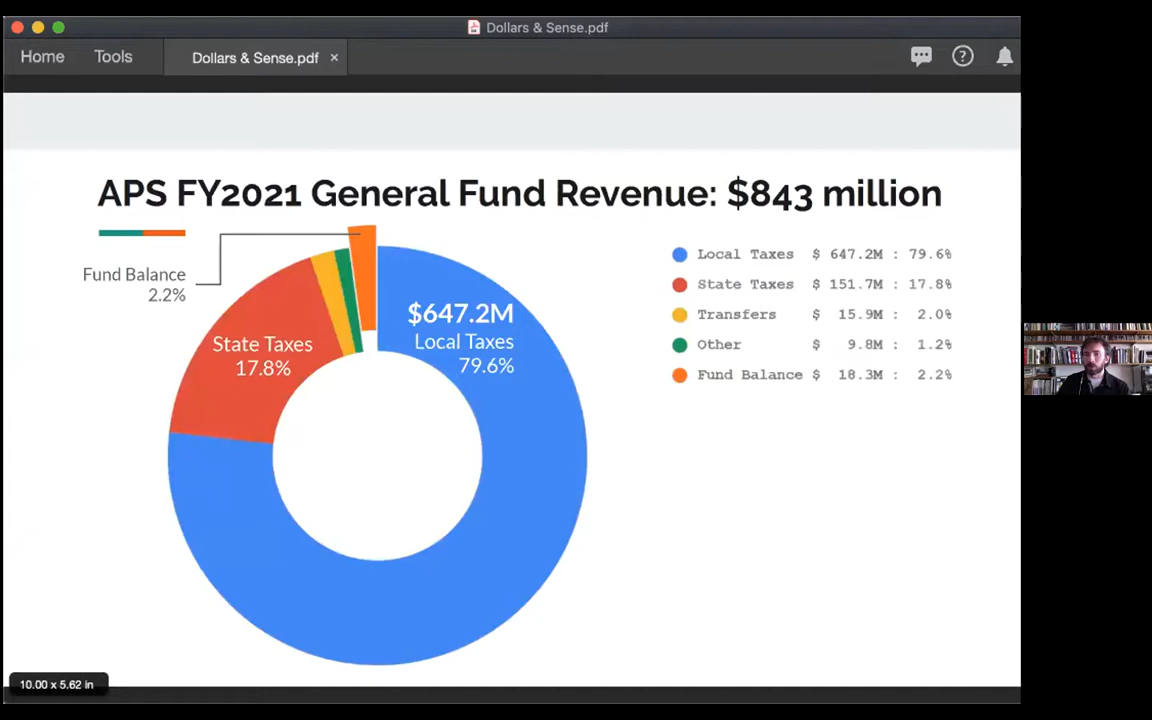 Dollars & Sense.pdf
Home
Tools
Dollars & Sense.pdf ×
?
APS FY2021 General Fund Revenue: $843 million
Fund Balance
2.2%
State Taxes
17.8%
$647.2M
Local Taxes
79.6%
Local Taxes $ 647.2M : 79.6%
State Taxes $ 151.7M : 17.8%
Transfers $ 15.9M : 2.0%
Other $ 9.8M : 1.2%
Fund Balance $ 18.3M : 2.2%
10.00 x 5.62 in